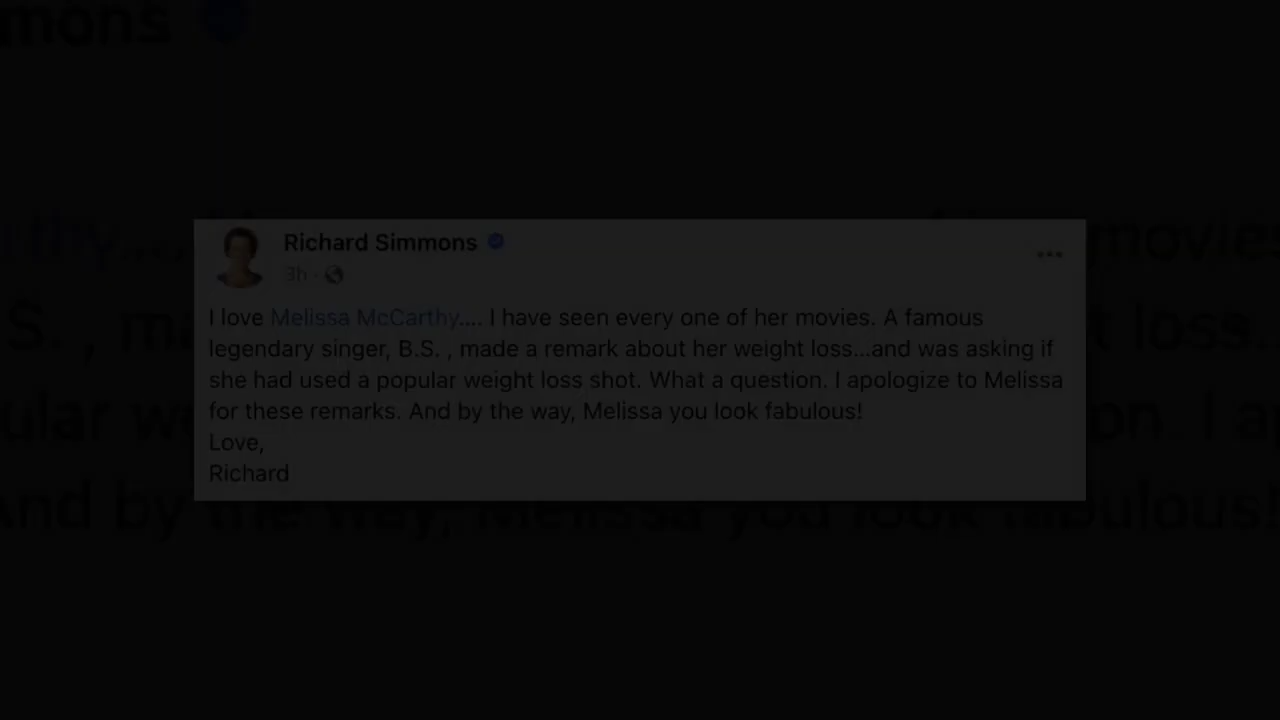 mons
Richard Simmons
3h ·
I love Melissa McCarthy.... I have seen every one of her movies. A famous
legendary singer, B.S. , made a remark about her weight loss...and was asking if
she had used a popular weight loss shot. What a question. I apologize to Melissa
for these remarks. And by the way, Melissa you look fabulous!
Love,
Richard